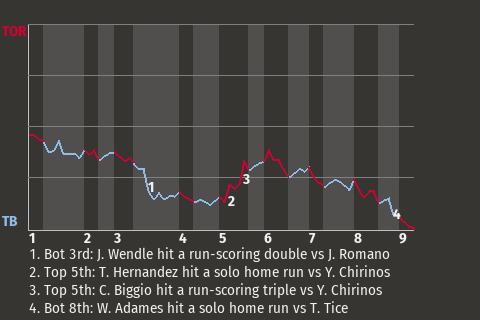 TOR
1
2
3
4
TB
1 2 3 4 5 6 7 8 9
1. Bot 3rd: J. Wendle hit a run-scoring double vs J. Romano
2. Top 5th: T. Hernandez hit a solo home run vs Y. Chirinos
3. Top 5th: C. Biggio hit a run-scoring triple vs Y. Chirinos
4. Bot 8th: W. Adames hit a solo home run vs T. Tice